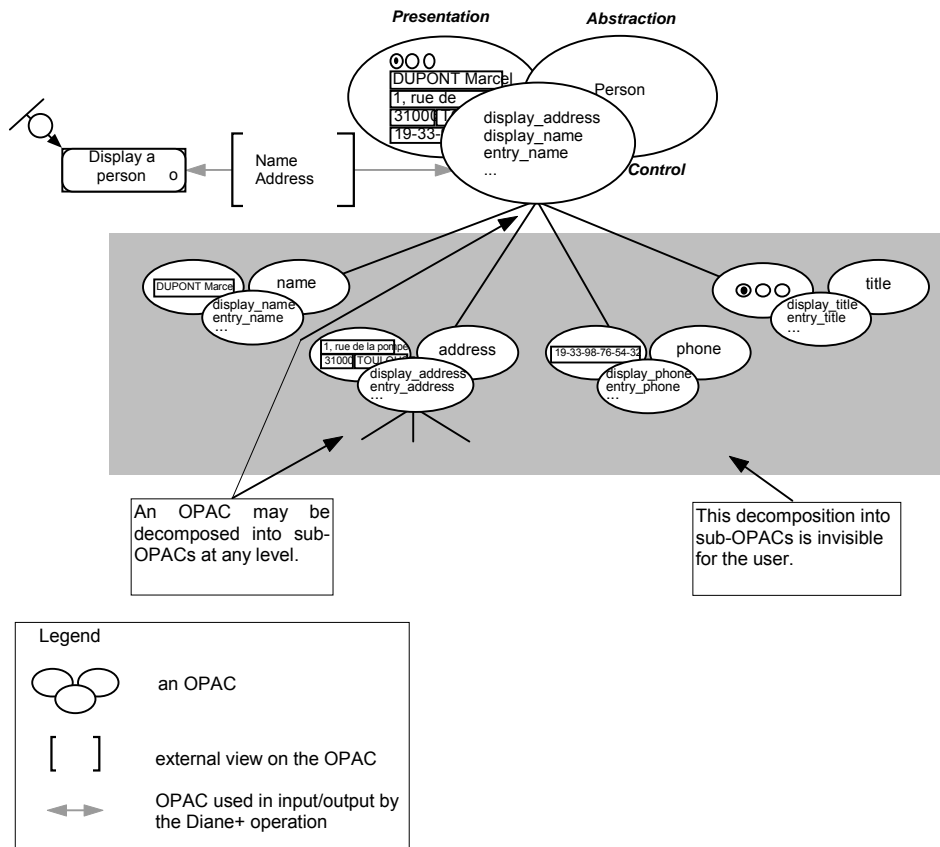 Presentation
Abstraction
DUPONT Marcel
1, rue de
31000
19-33-
Person
display_address
display_name
entry_name
...
Control
Display a
person
o
Name
Address
DUPONT Marce
name
display_name
entry_name
...
1, rue de la pompe
31000 TOULOU
address
display_address
entry_address
...
19-33-98-76-54-32
phone
display_phone
entry_phone
...
title
display_title
entry_title
...
An OPAC may be
decomposed into sub-
OPACs at any level.
This decomposition into
sub-OPACs is invisible
for the user.
Legend
an OPAC
[ ]
external view on the OPAC
OPAC used in input/output by
the Diane+ operation